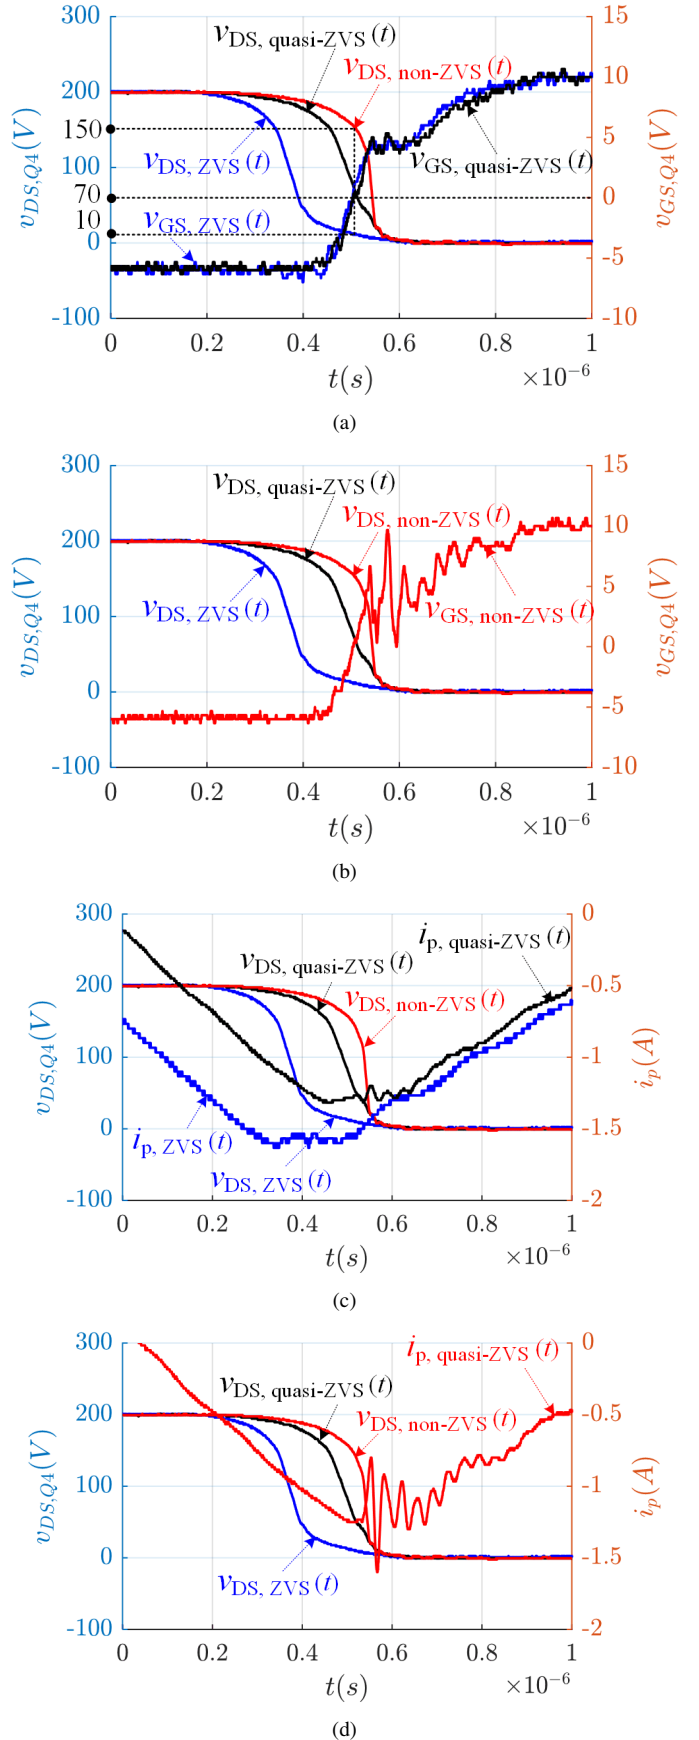 300
15
v_DS, quasi-ZVS (t)
200
v_DS, non-ZVS (t)
10
150
5
100
v_DS, ZVS (t)
v_GS, quasi-ZVS (t)
70
0
10
v_GS, ZVS (t)
0
-5
-100
-10
v_DS,Q4(V)
v_GS,Q4(V)
0
0.2
0.4
0.6
0.8
1
t(s)
×10^-6
(a)
300
15
v_DS, quasi-ZVS (t)
200
v_DS, non-ZVS (t)
10
100
v_DS, ZVS (t)
v_GS, non-ZVS (t)
5
0
0
-5
-100
-10
v_DS,Q4(V)
v_GS,Q4(V)
0
0.2
0.4
0.6
0.8
1
t(s)
×10^-6
(b)
300
0
i_p, quasi-ZVS (t)
v_DS, quasi-ZVS (t)
200
v_DS, non-ZVS (t)
-0.5
100
-1
0
i_p, ZVS (t)
-1.5
v_DS, ZVS (t)
-100
-2
v_DS,Q4(V)
i_p(A)
0
0.2
0.4
0.6
0.8
1
t(s)
×10^-6
(c)
300
0
i_p, quasi-ZVS (t)
v_DS, quasi-ZVS (t)
200
v_DS, non-ZVS (t)
-0.5
100
-1
0
-1.5
v_DS, ZVS (t)
-100
-2
v_DS,Q4(V)
i_p(A)
0
0.2
0.4
0.6
0.8
1
t(s)
×10^-6
(d)